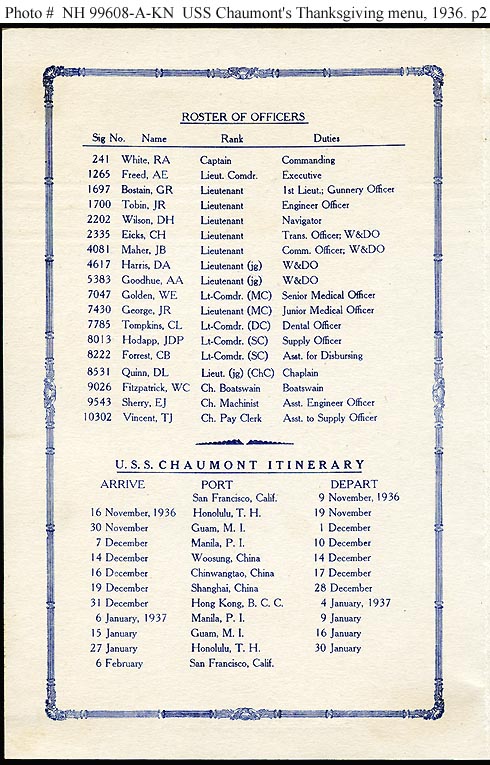 Photo # NH 99608-A-KN USS Chaumont's Thanksgiving menu, 1936. p2
ROSTER OF OFFICERS
Sig No. Name Rank Duties
241 White, RA Captain Commanding
1265 Freed, AE Lieut. Comdr. Executive
1697 Bostain, GR Lieutenant 1st Lieut.; Gunnery Officer
1700 Tobin, JR Lieutenant Engineer Officer
2202 Wilson, DH Lieutenant Navigator
2335 Eicks, CH Lieutenant Trans. Officer; W&DO
4081 Maher, JB Lieutenant Comm. Officer; W&DO
4617 Harris, DA Lieutenant (jg) W&DO
5383 Goodhue, AA Lieutenant (jg) W&DO
7047 Golden, WE Lt-Comdr. (MC) Senior Medical Officer
7430 George, JR Lieutenant (MC) Junior Medical Officer
7785 Tompkins, CL Lt-Comdr. (DC) Dental Officer
8013 Hodapp, JDP Lt-Comdr. (SC) Supply Officer
8222 Forrest, CB Lt-Comdr. (SC) Asst. for Disbursing
8531 Quinn, DL Lieut. (jg) (ChC) Chaplain
9026 Fitzpatrick, WC Ch. Boatswain Boatswain
9543 Sherry, EJ Ch. Machinist Asst. Engineer Officer
10302 Vincent, TJ Ch. Pay Clerk Asst. to Supply Officer
U.S.S. CHAUMONT ITINERARY
ARRIVE PORT DEPART
San Francisco, Calif. 9 November, 1936
16 November, 1936 Honolulu, T. H. 19 November
30 November Guam, M. I. 1 December
7 December Manila, P. I. 10 December
14 December Woosung, China 14 December
16 December Chinwangtao, China 17 December
19 December Shanghai, China 28 December
31 December Hong Kong, B. C. C. 4 January, 1937
6 January, 1937 Manila, P. I. 9 January
15 January Guam, M. I. 16 January
27 January Honolulu, T. H. 30 January
6 February San Francisco, Calif.